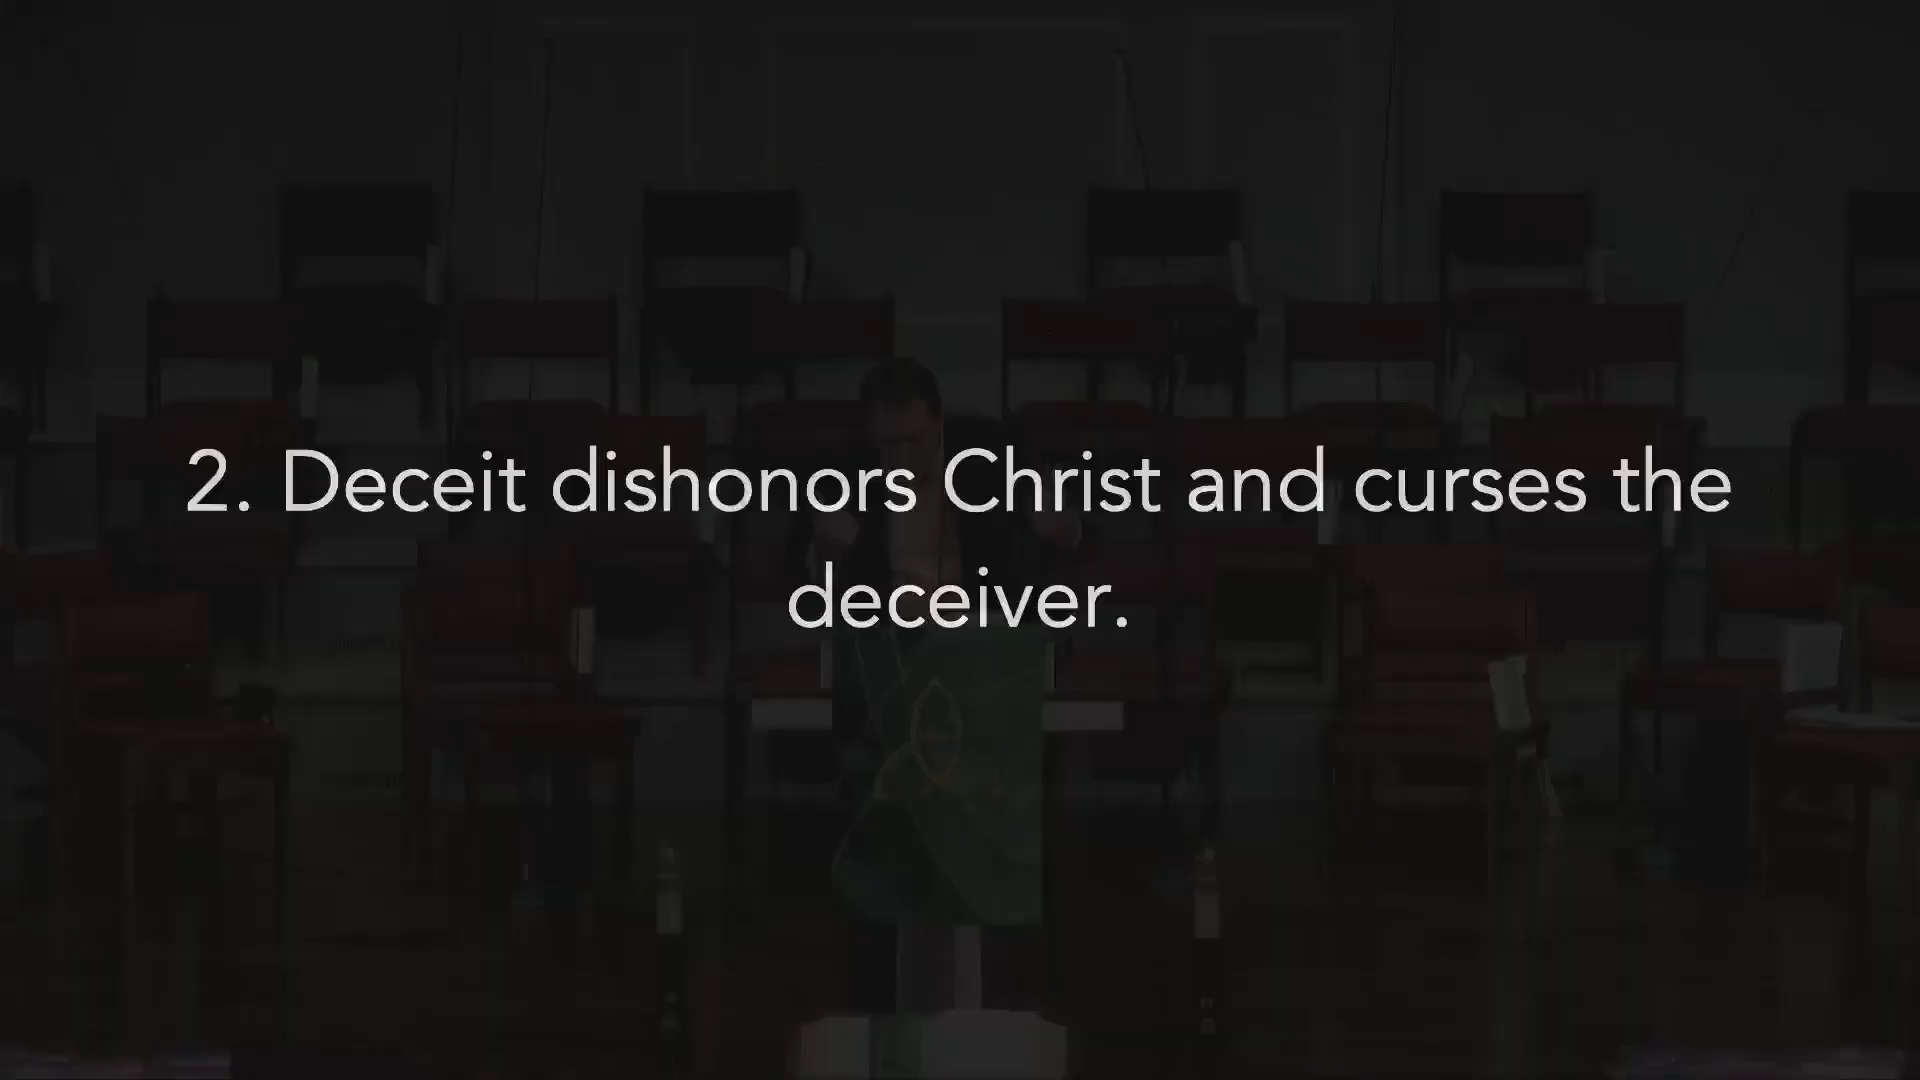 2. Deceit dishonors Christ and curses the
deceiver.